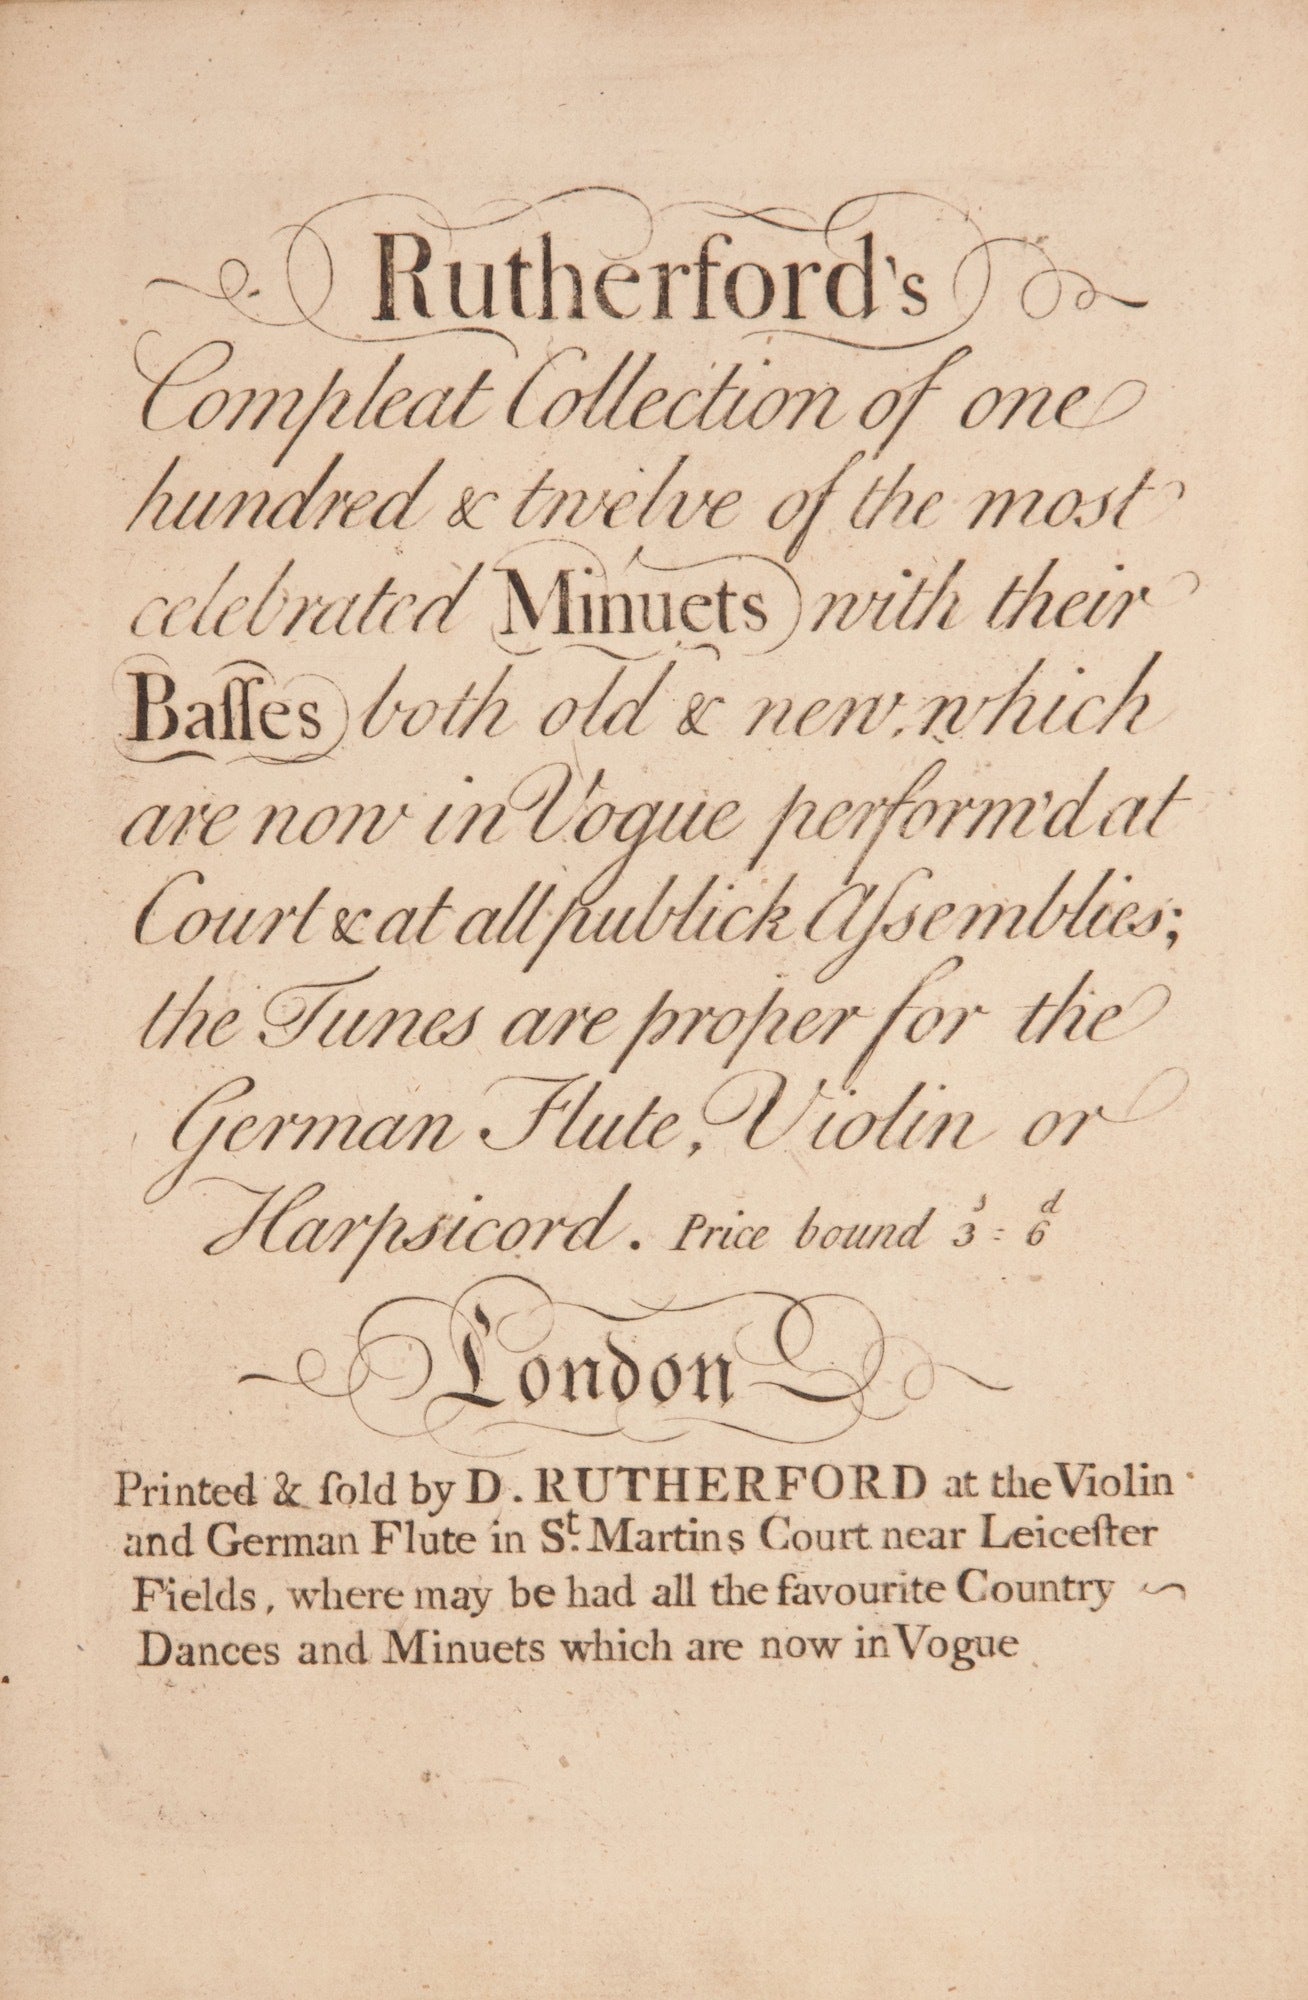 Rutherford's
Compleat Collection of one
hundred & twelve of the most
celebrated Minuets with their
Baſſes both old & new, which
are now in Vogue perform'd at
Court & at all publick Aſsemblies;
the Tunes are proper for the
German Flute, Violin or
Harpsicord. Price bound 3ˢ = 6ᵈ
London
Printed & ſold by D. RUTHERFORD at the Violin
and German Flute in Sᵗ. Martins Court near Leiceſter
Fields, where may be had all the favourite Country
Dances and Minuets which are now in Vogue